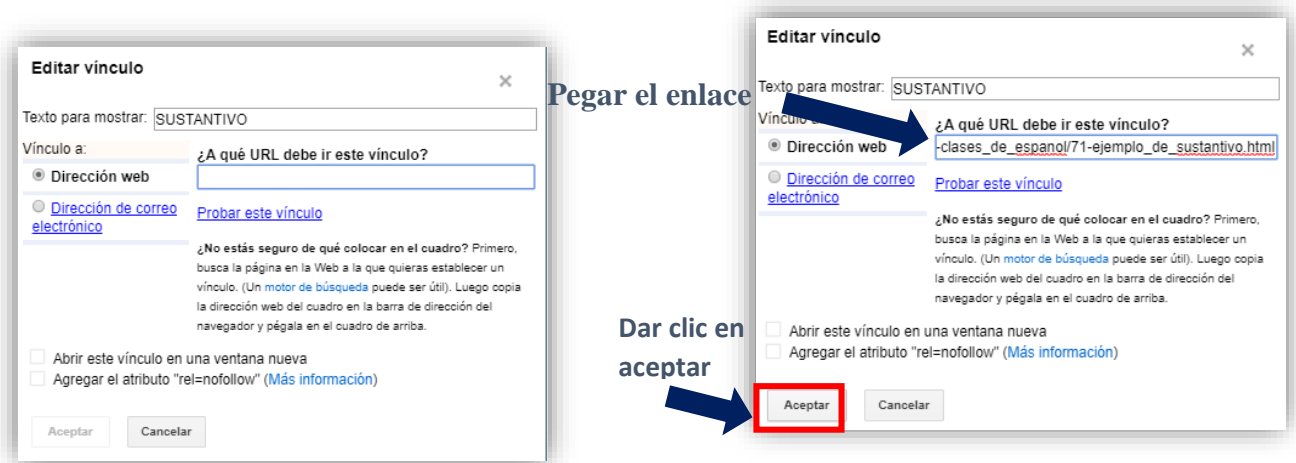 Editar vínculo
×
Texto para mostrar: SUSTANTIVO
Vínculo a:
Dirección web
Dirección de correo
electrónico
¿A qué URL debe ir este vínculo?
Probar este vínculo
¿No estás seguro de qué colocar en el cuadro? Primero,
busca la página en la Web a la que quieras establecer un
vínculo. (Un motor de búsqueda puede ser útil). Luego copia
la dirección web del cuadro en la barra de dirección del
navegador y pégala en el cuadro de arriba.
Abrir este vínculo en una ventana nueva
Agregar el atributo "rel=nofollow" (Más información)
Aceptar Cancelar
Pegar el enlace
Dar clic en
aceptar
Editar vínculo
×
Texto para mostrar: SUSTANTIVO
Vínculo
Dirección web
Dirección de correo
electrónico
¿A qué URL debe ir este vínculo?
-clases_de_espanol/71-ejemplo_de_sustantivo.html
Probar este vínculo
¿No estás seguro de qué colocar en el cuadro? Primero,
busca la página en la Web a la que quieras establecer un
vínculo. (Un motor de búsqueda puede ser útil). Luego copia
la dirección web del cuadro en la barra de dirección del
navegador y pégala en el cuadro de arriba.
Abrir este vínculo en una ventana nueva
Agregar el atributo "rel=nofollow" (Más información)
Aceptar Cancelar